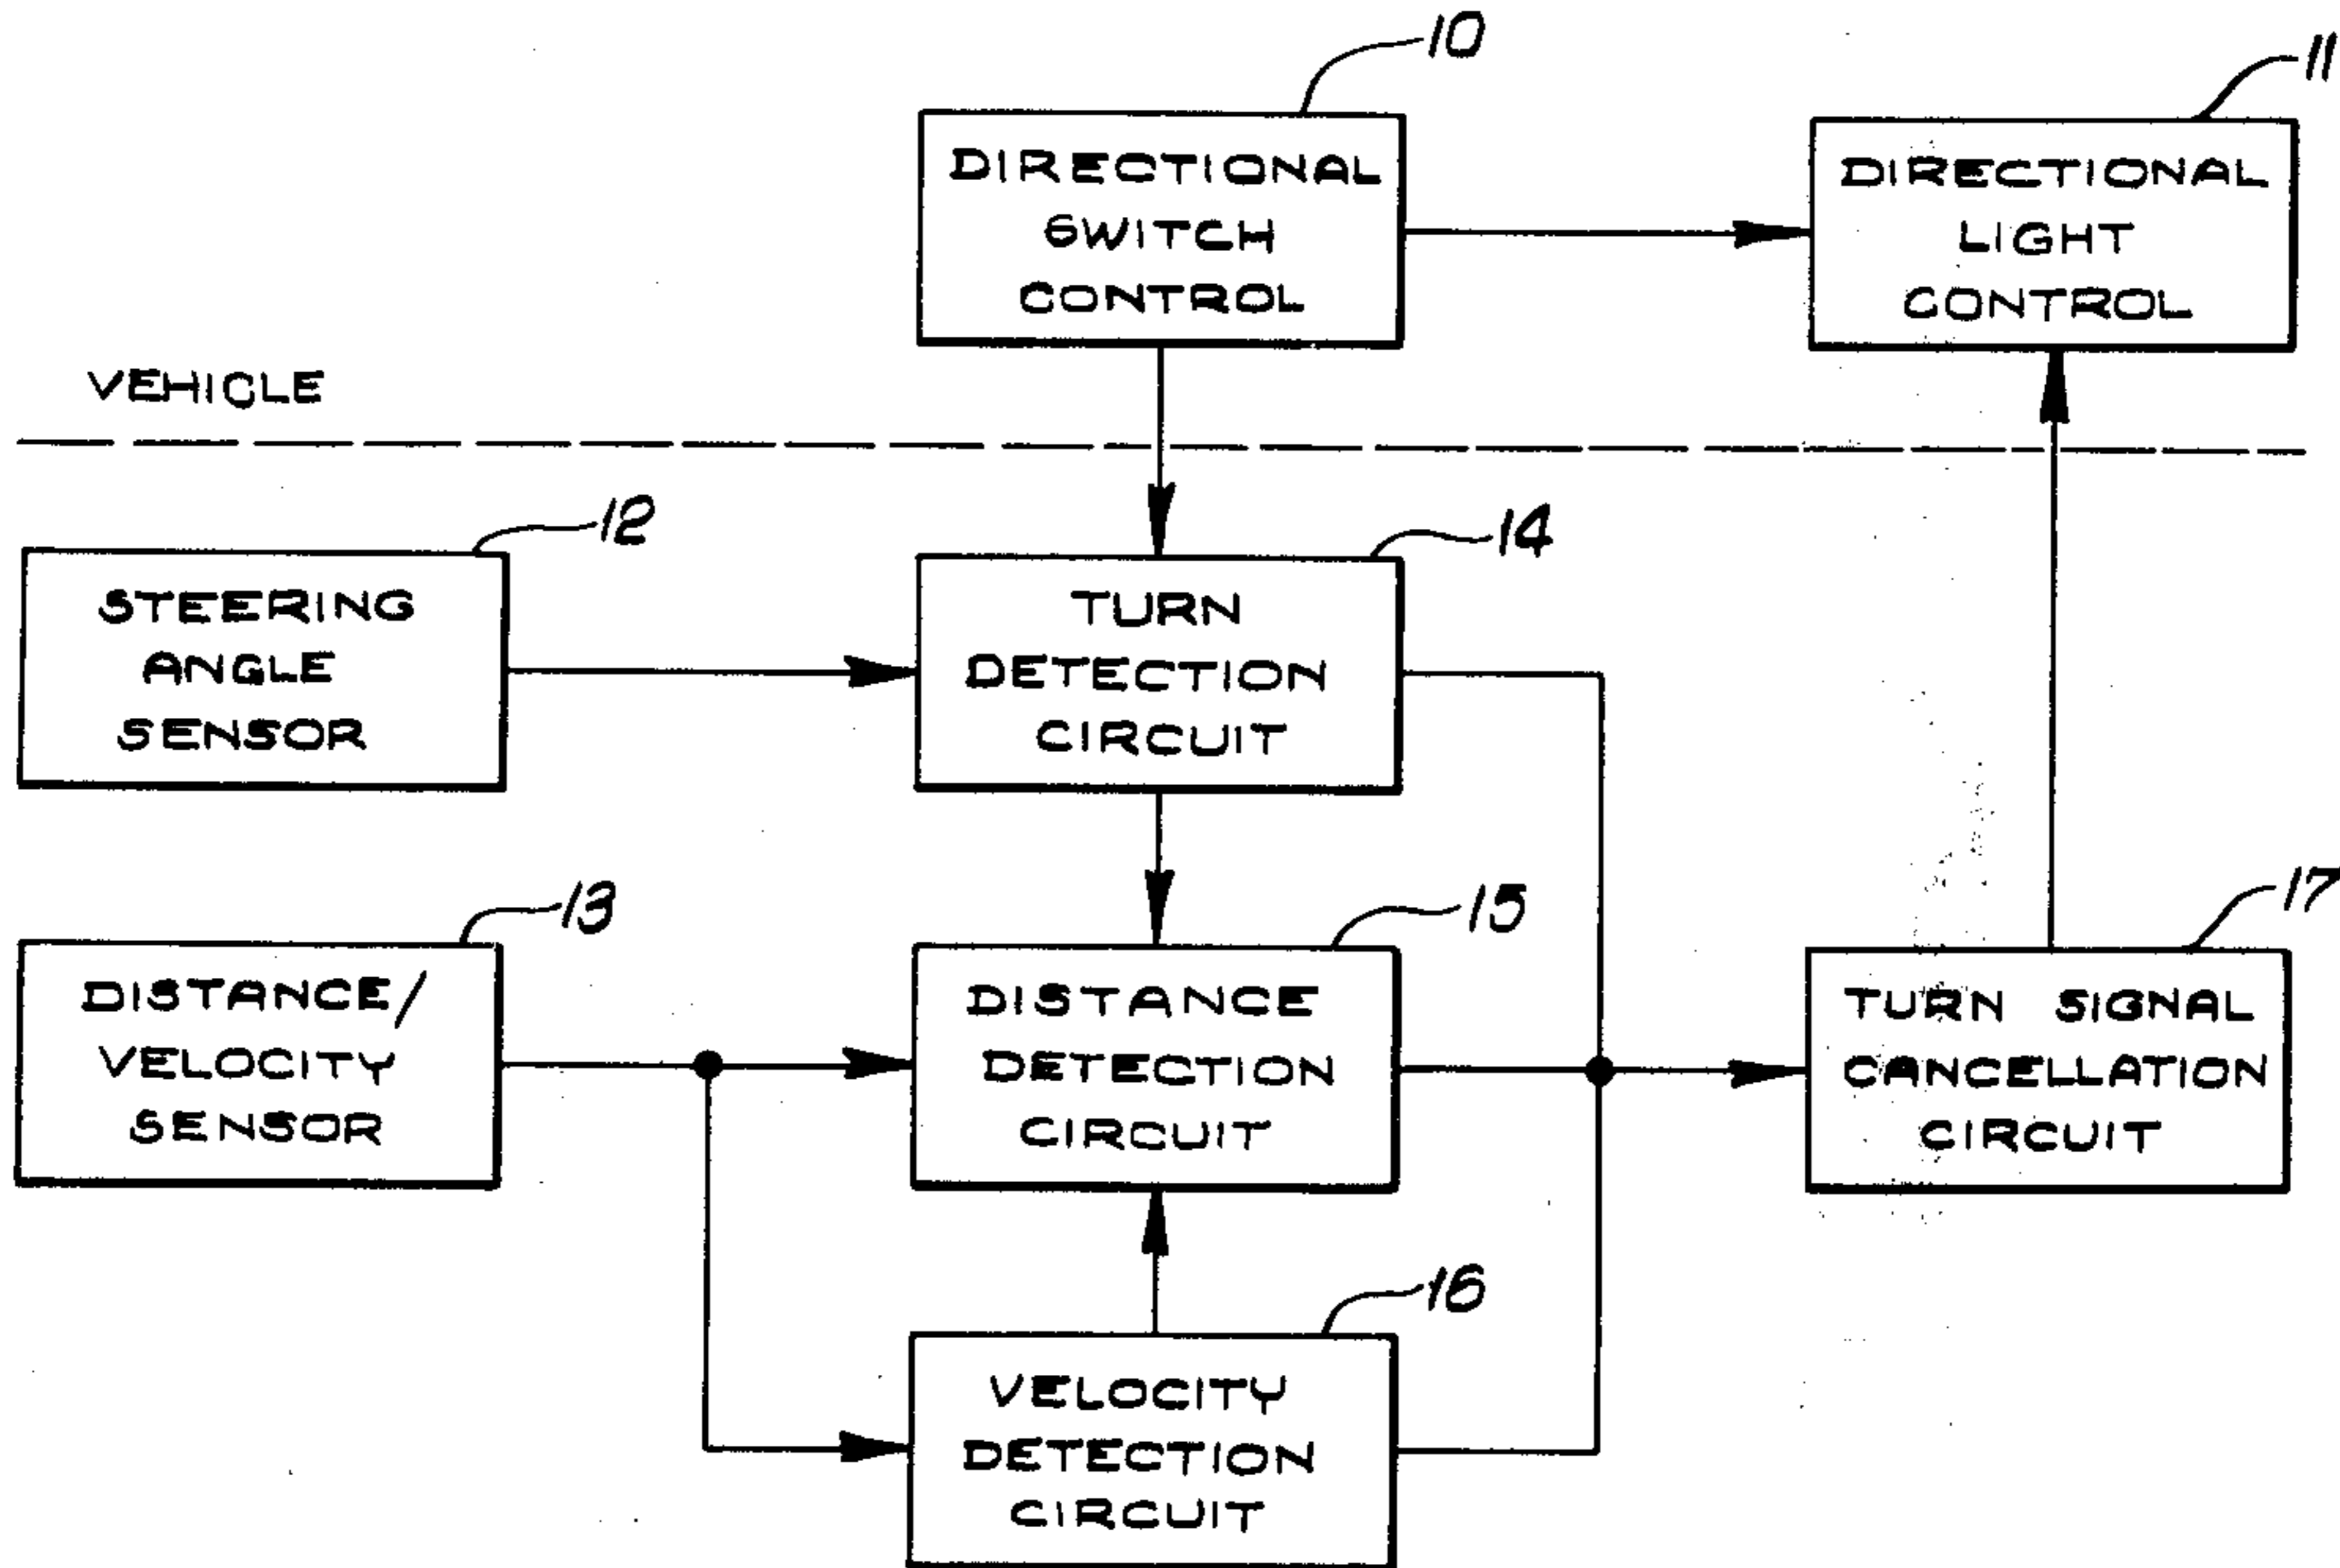 10
11
DIRECTIONAL
SWITCH
CONTROL
DIRECTIONAL
LIGHT
CONTROL
VEHICLE
12
14
STEERING
ANGLE
SENSOR
TURN
DETECTION
CIRCUIT
13
15
17
DISTANCE/
VELOCITY
SENSOR
DISTANCE
DETECTION
CIRCUIT
TURN SIGNAL
CANCELLATION
CIRCUIT
16
VELOCITY
DETECTION
CIRCUIT